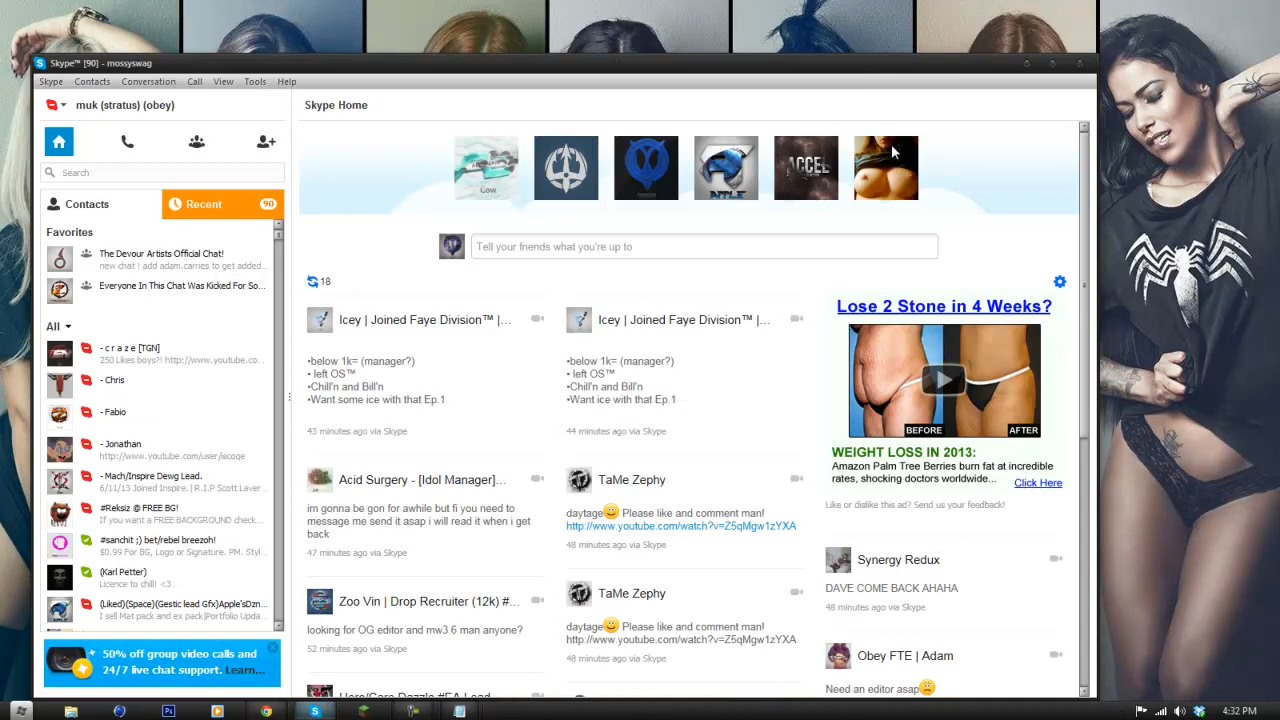 Skype™ [90] - mossyswag
Skype Contacts Conversation Call View Tools Help
muk (stratus) (obey)
Search
Contacts
Recent 90
Favorites
The Devour Artists Official Chat!
new chat ! add adam.carries to get added...
Everyone In This Chat Was Kicked For So...
All
- c r a z e [TGN]
250 Likes boys?! http://www.youtube.co...
- Chris
- Fabio
- Jonathan
http://www.youtube.com/user/iscoqe
- Mach/Inspire Dewg Lead.
6/11/13 Joined Inspire. | R.I.P Scott Laver...
#Reksiz @ FREE BG!
If you want a FREE BACKGROUND check...
#sanchit ;) bet/rebel breezoh!
$0.99 For BG, Logo or Signature. PM. Styl...
(Karl Petter)
Licence to chill! <3...
(Liked)(Space)(Gestic lead Gfx)Apple'sDzn...
I sell Mat pack and ex pack|Portfolio Upda...
50% off group video calls and
24/7 live chat support. Learn...
Skype Home
Cow
ACCEL
Tell your friends what you're up to
18
Icey | Joined Faye Division™ |...
•below 1k= (manager?)
• left OS™
•Chill'n and Bill'n
•Want some ice with that Ep.1
43 minutes ago via Skype
Acid Surgery - [Idol Manager]...
im gonna be gon for awhile but fi you need to
message me send it asap i will read it when i get
back
47 minutes ago via Skype
Zoo Vin | Drop Recruiter (12k) #...
looking for OG editor and mw3 6 man anyone?
52 minutes ago via Skype
Icey | Joined Faye Division™ |...
•below 1k= (manager?)
• left OS™
•Chill'n and Bill'n
•Want some ice with that Ep.1
44 minutes ago via Skype
TaMe Zephy
daytage Please like and comment man!
http://www.youtube.com/watch?v=Z5qMgw1zYXA
48 minutes ago via Skype
TaMe Zephy
daytage Please like and comment man!
http://www.youtube.com/watch?v=Z5qMgw1zYXA
48 minutes ago via Skype
Lose 2 Stone in 4 Weeks?
BEFORE AFTER
WEIGHT LOSS IN 2013:
Amazon Palm Tree Berries burn fat at incredible
rates, shocking doctors worldwide...
Click Here
Like or dislike this ad? Send us your feedback!
Synergy Redux
DAVE COME BACK AHAHA
48 minutes ago via Skype
Obey FTE | Adam
Need an editor asap
4:32 PM